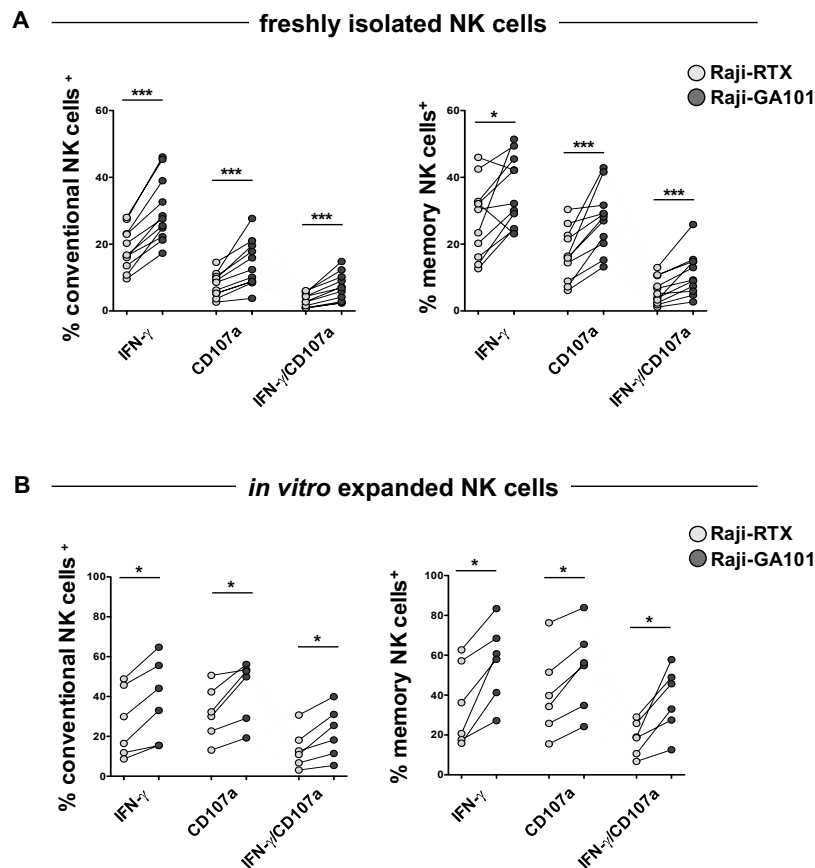 A
freshly isolated NK cells
Raji-RTX
Raji-GA101
% conventional NK cells +
60
40
20
0
***
***
***
IFN-γ
CD107a
IFN-γ/CD107a
% memory NK cells+
60
40
20
0
*
***
***
IFN-γ
CD107a
IFN-γ/CD107a
B
in vitro expanded NK cells
Raji-RTX
Raji-GA101
% conventional NK cells +
100
80
60
40
20
0
*
*
*
IFN-γ
CD107a
IFN-γ/CD107a
% memory NK cells+
100
80
60
40
20
0
*
*
*
IFN-γ
CD107a
IFN-γ/CD107a